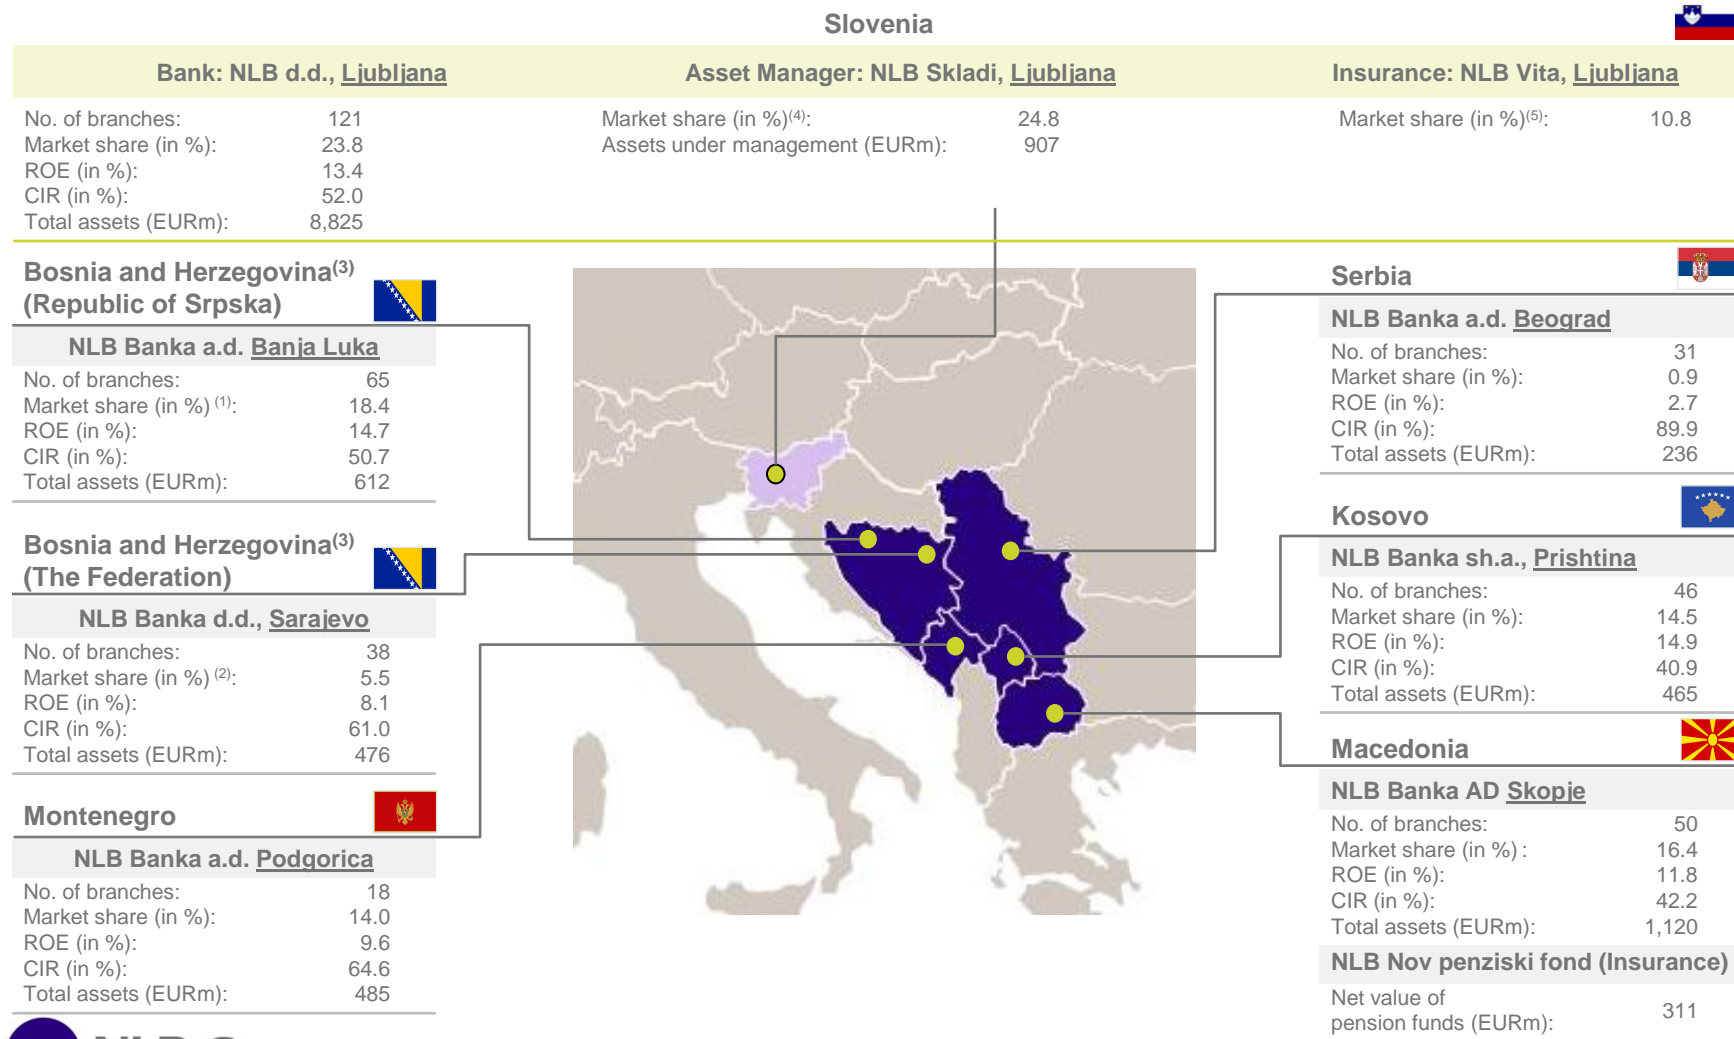 Slovenia
Bank: NLB d.d., Ljubljana
Asset Manager: NLB Skladi, Ljubljana
Insurance: NLB Vita, Ljubljana
No. of branches: 121
Market share (in %): 23.8
ROE (in %): 13.4
CIR (in %): 52.0
Total assets (EURm): 8,825
Market share (in %)(4): 24.8
Assets under management (EURm): 907
Market share (in %)(5): 10.8
Bosnia and Herzegovina(3)
(Republic of Srpska)
NLB Banka a.d. Banja Luka
No. of branches: 65
Market share (in %) (1): 18.4
ROE (in %): 14.7
CIR (in %): 50.7
Total assets (EURm): 612
Bosnia and Herzegovina(3)
(The Federation)
NLB Banka d.d., Sarajevo
No. of branches: 38
Market share (in %) (2): 5.5
ROE (in %): 8.1
CIR (in %): 61.0
Total assets (EURm): 476
Montenegro
NLB Banka a.d. Podgorica
No. of branches: 18
Market share (in %): 14.0
ROE (in %): 9.6
CIR (in %): 64.6
Total assets (EURm): 485
Serbia
NLB Banka a.d. Beograd
No. of branches: 31
Market share (in %): 0.9
ROE (in %): 2.7
CIR (in %): 89.9
Total assets (EURm): 236
Kosovo
NLB Banka sh.a., Prishtina
No. of branches: 46
Market share (in %): 14.5
ROE (in %): 14.9
CIR (in %): 40.9
Total assets (EURm): 465
Macedonia
NLB Banka AD Skopje
No. of branches: 50
Market share (in %) : 16.4
ROE (in %): 11.8
CIR (in %): 42.2
Total assets (EURm): 1,120
NLB Nov penziski fond (Insurance)
Net value of
pension funds (EURm): 311